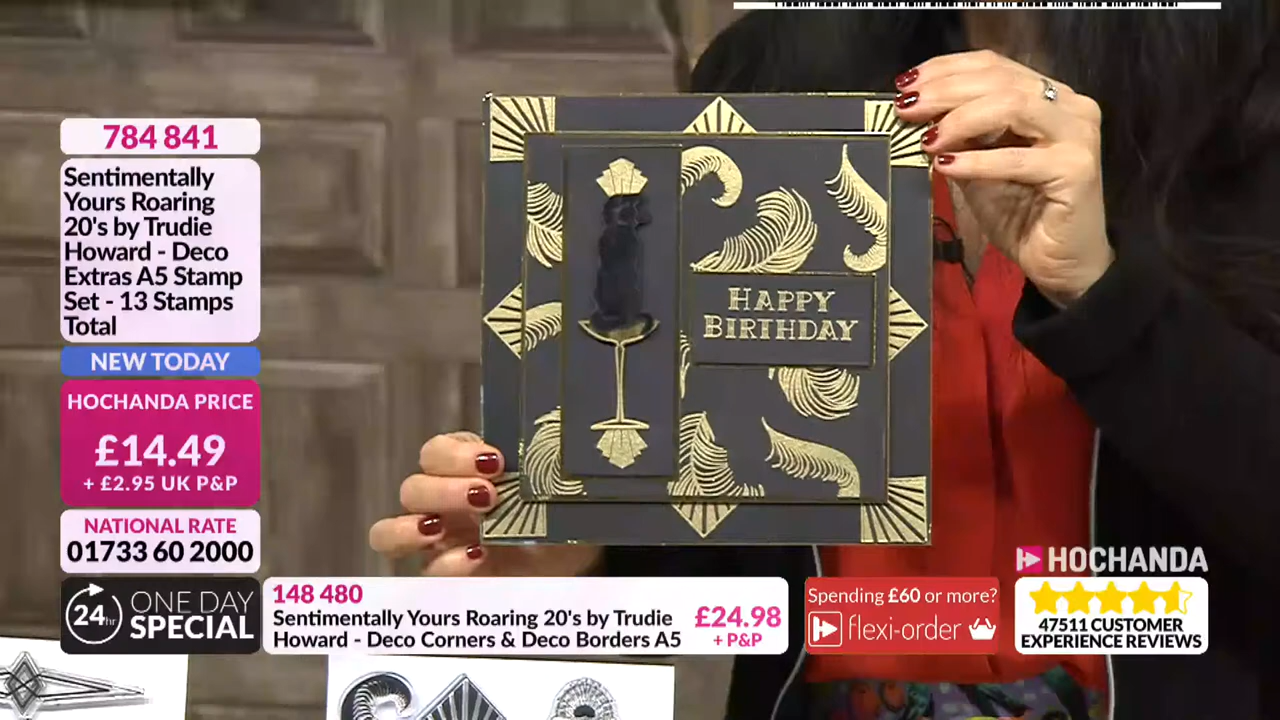 784 841
Sentimentally
Yours Roaring
20's by Trudie
Howard - Deco
Extras A5 Stamp
Set - 13 Stamps
Total
NEW TODAY
HOCHANDA PRICE
£14.49
+ £2.95 UK P&P
NATIONAL RATE
01733 60 2000
HAPPY
BIRTHDAY
HOCHANDA
24hr
ONE DAY
SPECIAL
148 480
Sentimentally Yours Roaring 20's by Trudie
Howard - Deco Corners & Deco Borders A5
£24.98
+ P&P
Spending £60 or more?
flexi-order
47511 CUSTOMER
EXPERIENCE REVIEWS